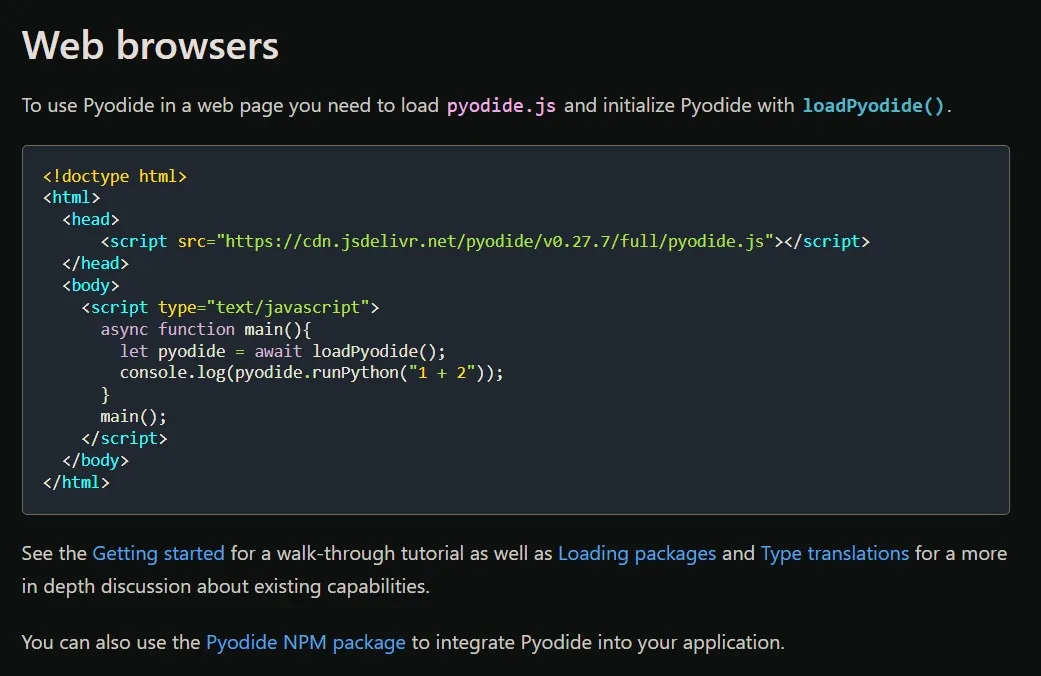 Web browsers
To use Pyodide in a web page you need to load pyodide.js and initialize Pyodide with loadPyodide().
<!doctype html>
<html>
  <head>
      <script src="https://cdn.jsdelivr.net/pyodide/v0.27.7/full/pyodide.js"></script>
  </head>
  <body>
    <script type="text/javascript">
      async function main(){
        let pyodide = await loadPyodide();
        console.log(pyodide.runPython("1 + 2"));
      }
      main();
    </script>
  </body>
</html>
See the Getting started for a walk-through tutorial as well as Loading packages and Type translations for a more
in depth discussion about existing capabilities.
You can also use the Pyodide NPM package to integrate Pyodide into your application.